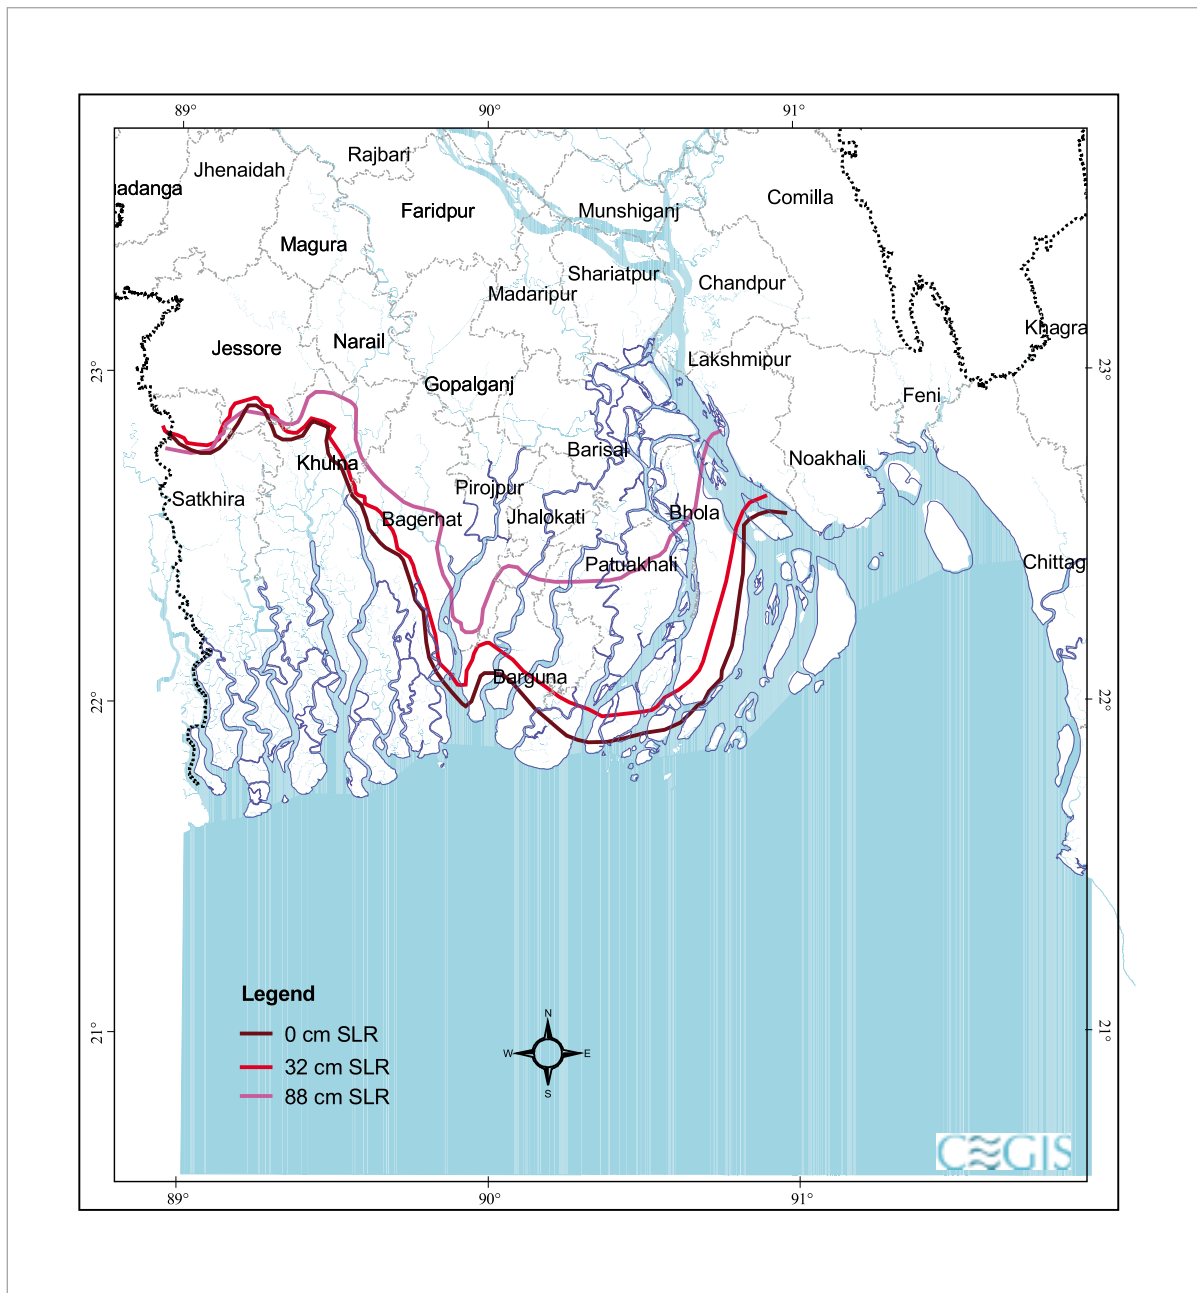 89° 90° 91°
Rajbari
Jhenaidah
adanga
Comilla
Faridpur
Munshiganj
Magura
Shariatpur
Chandpur
Madaripur
Khagra
Narail
Jessore
Lakshmipur
23° 23°
Gopalganj
Feni
Barisal
Noakhali
Khulna
Pirojpur
Satkhira
Bhola
Bagerhat
Jhalokati
Chittag
Patuakhali
Barguna
22° 22°
Legend
N
21° 21°
0 cm SLR
W E
32 cm SLR
S
88 cm SLR
CEGIS
89° 90° 91°